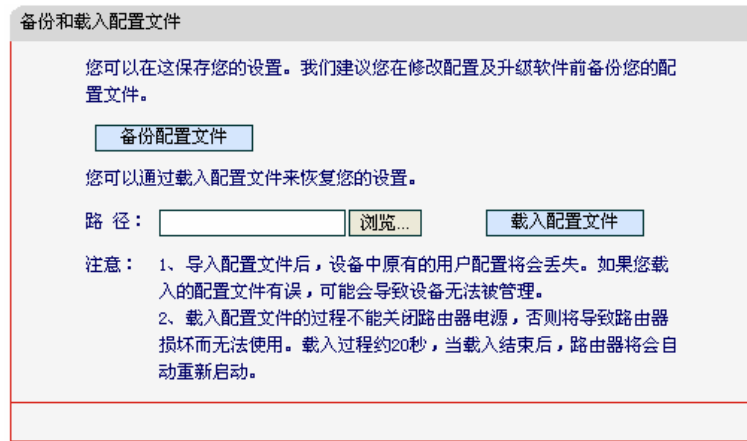 备份和载入配置文件
您可以在这保存您的设置。我们建议您在修改配置及升级软件前备份您的配
置文件。
备份配置文件
您可以通过载入配置文件来恢复您的设置。
路 径： 浏览... 载入配置文件
注意： 1、导入配置文件后，设备中原有的用户配置将会丢失。如果您载
入的配置文件有误，可能会导致设备无法被管理。
2、载入配置文件的过程不能关闭路由器电源，否则将导致路由器
损坏而无法使用。载入过程约20秒，当载入结束后，路由器将会自
动重新启动。